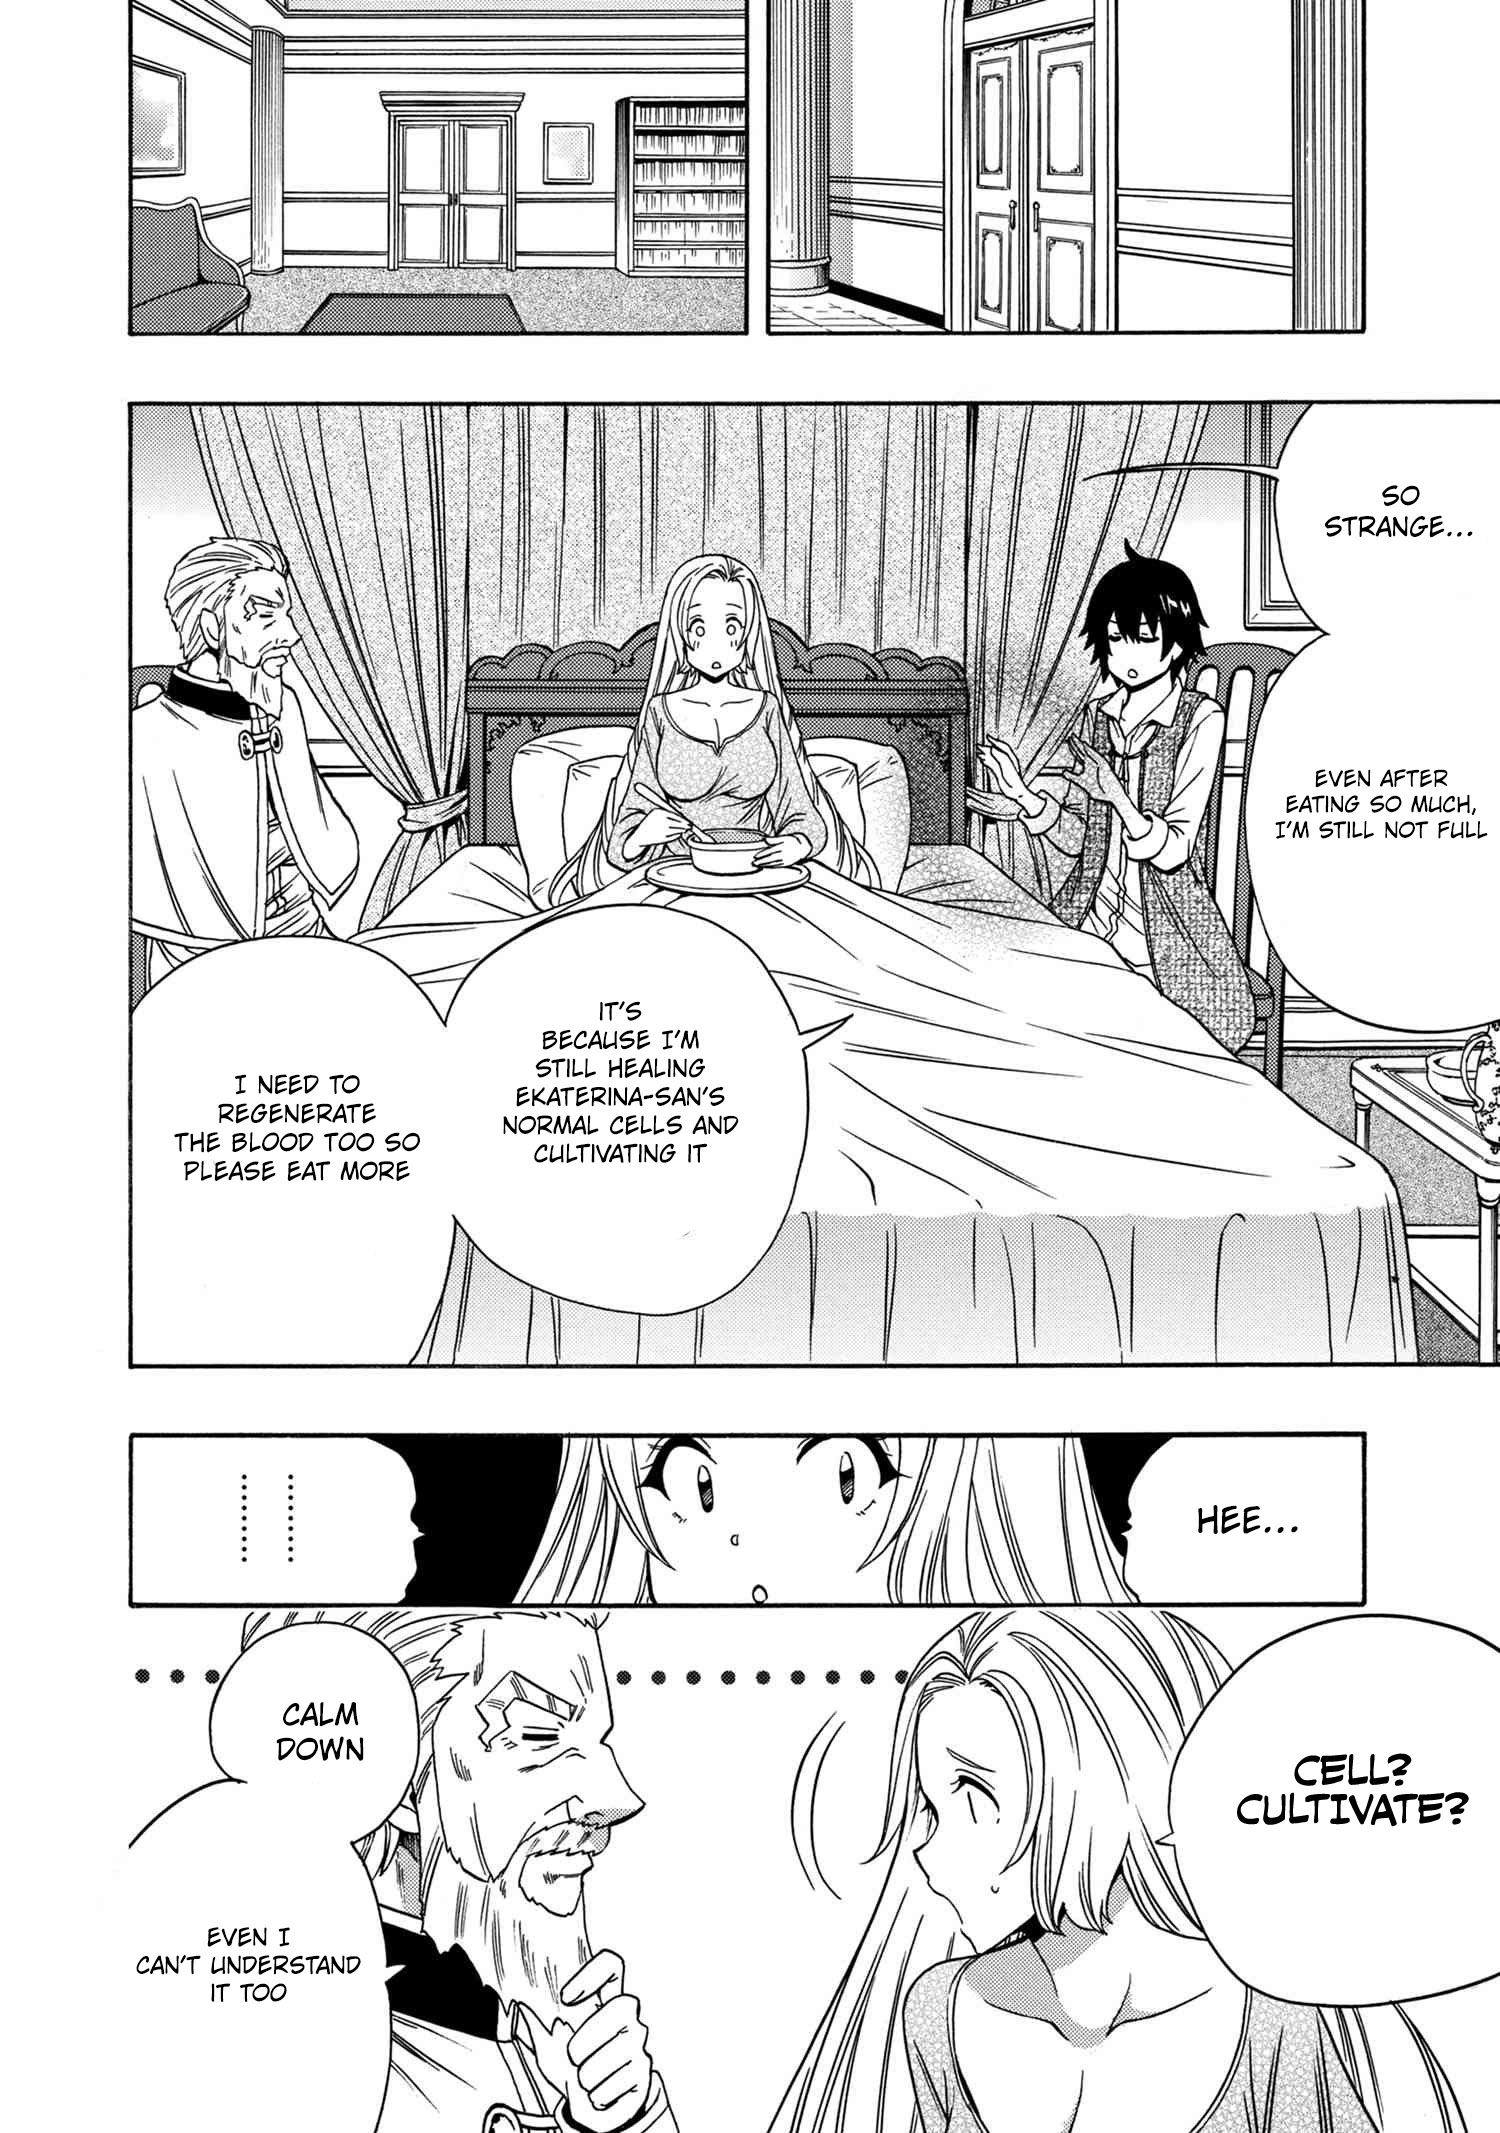 SO
STRANGE...
EVEN AFTER
EATING SO MUCH,
I'M STILL NOT FULL
IT'S
BECAUSE I'M
STILL HEALING
EKATERINA-SAN'S
NORMAL CELLS AND
CULTIVATING IT
I NEED TO
REGENERATE
THE BLOOD TOO SO
PLEASE EAT MORE
HEE...
CELL?
CULTIVATE?
CALM
DOWN
EVEN I
CAN'T UNDERSTAND
IT TOO